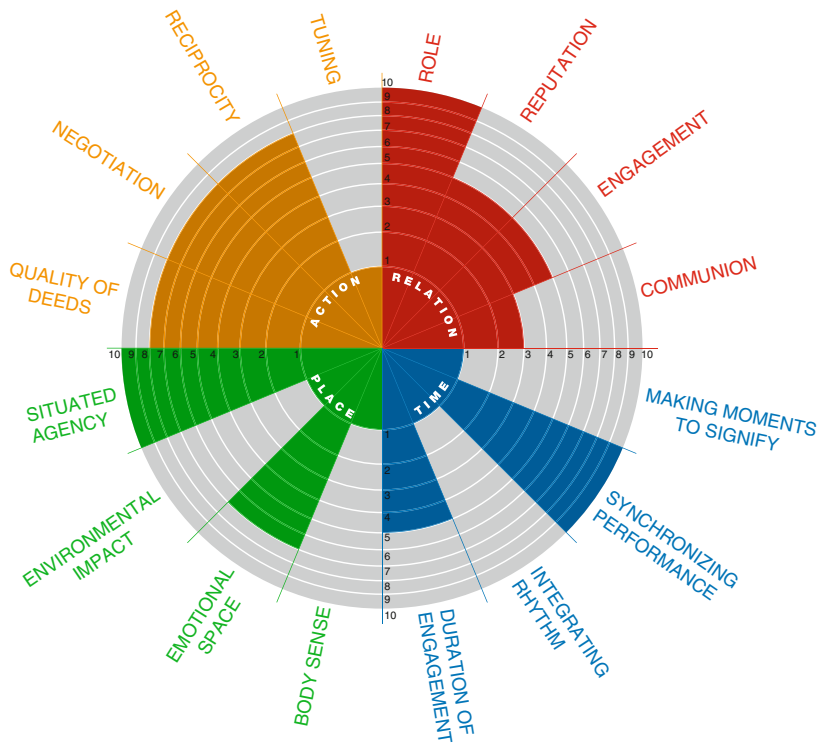 TUNING
ROLE
RECIPROCITY
REPUTATION
NEGOTIATION
ENGAGEMENT
QUALITY OF
DEEDS
COMMUNION
10
9
8
7
6
5
4
3
2
1
ACTION
RELATION
10 9 8 7 6 5 4 3 2 1
1 2 3 4 5 6 7 8 9 10
PLACE
TIME
1
2
3
4
5
6
7
8
9
10
SITUATED
AGENCY
MAKING MOMENTS
TO SIGNIFY
ENVIRONMENTAL
IMPACT
SYNCHRONIZING
PERFORMANCE
EMOTIONAL
SPACE
INTEGRATING
RHYTHM
BODY SENSE
DURATION OF
ENGAGEMENT